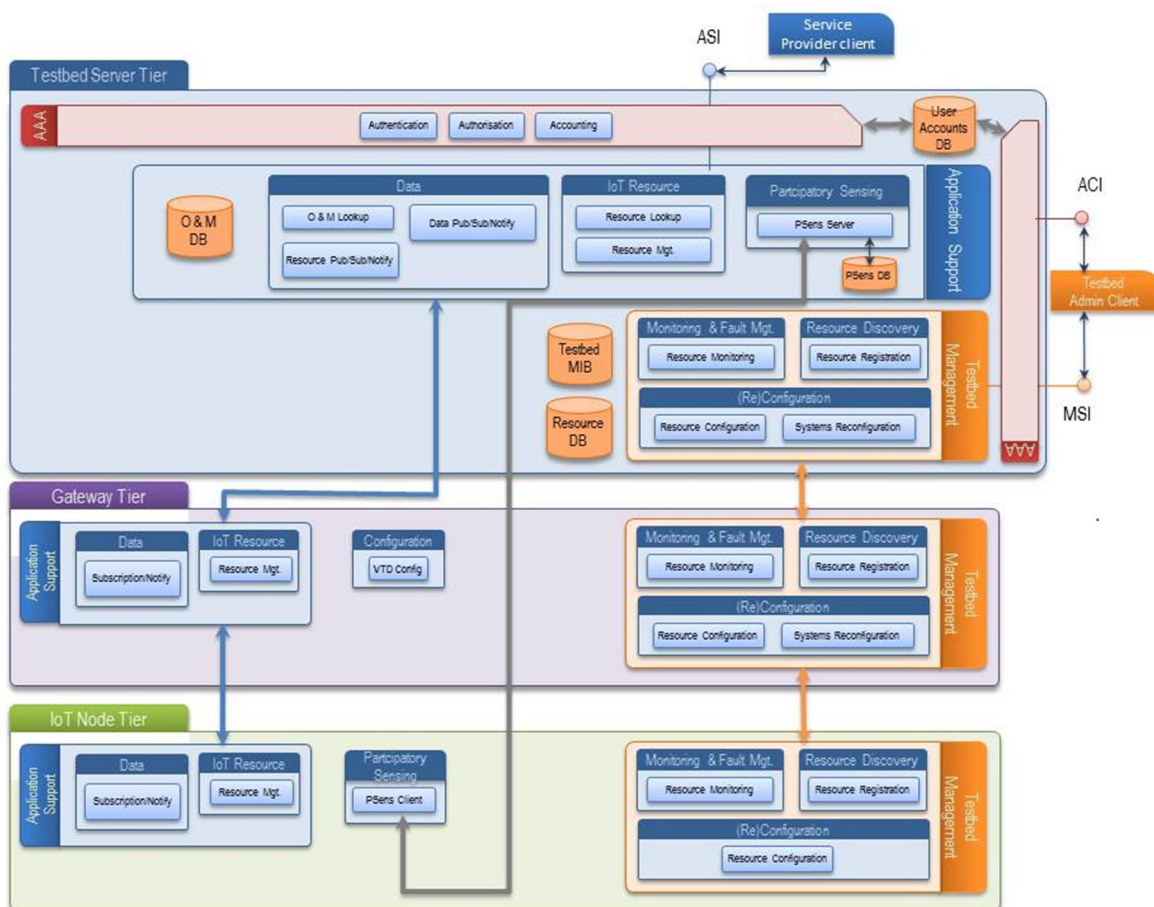 Service
Provider client
ASI
Testbed Server Tier
AAA
Authentication
Authorisation
Accounting
User
Accounts
DB
O & M
DB
Data
O & M Lookup
Data Pub/Sub/Notify
Resource Pub/Sub/Notify
IoT Resource
Resource Lookup
Resource Mgt.
Partcipatory Sensing
PSens Server
PSens DB
Application Support
ACI
Testbed
Admin Client
MSI
Testbed
MIB
Resource
DB
Monitoring & Fault Mgt.
Resource Monitoring
Resource Discovery
Resource Registration
(Re)Configuration
Resource Configuration
Systems Reconfiguration
Testbed
Management
AAA
Gateway Tier
Application
Support
Data
Subscription/Notify
IoT Resource
Resource Mgt.
Configuration
VTD Config
Monitoring & Fault Mgt.
Resource Monitoring
Resource Discovery
Resource Registration
(Re)Configuration
Resource Configuration
Systems Reconfiguration
Testbed
Management
IoT Node Tier
Application
Support
Data
Subscription/Notify
IoT Resource
Resource Mgt.
Partcipatory
Sensing
PSens Client
Monitoring & Fault Mgt.
Resource Monitoring
Resource Discovery
Resource Registration
(Re)Configuration
Resource Configuration
Testbed
Management